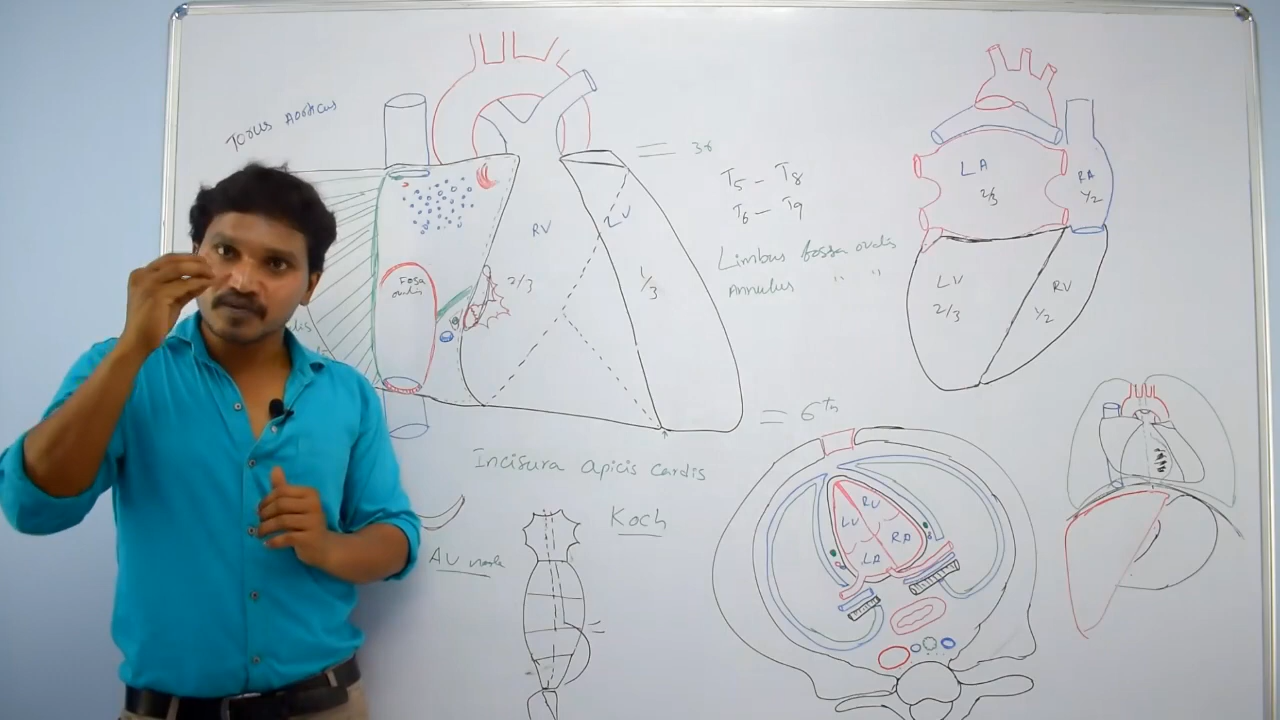 Torus Aorticus
= 36
T5 - T8
T6 - T9
Limbus fossa ovalis
Annulus " "
RV
LV
2/3
1/3
Fosa
ovalis
LA
2/3
RA
1/2
LV
2/3
RV
1/2
= 6th
Incisura apicis cardis
Koch
AV node
RV
LV
RA
LA